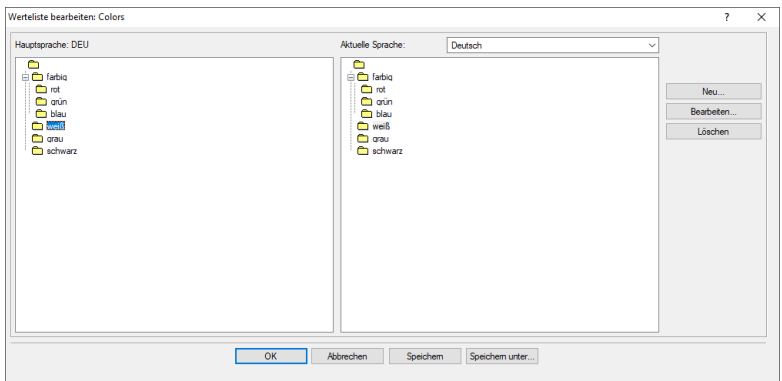 Werteliste bearbeiten: Colors
Hauptsprache: DEU
farbig
rot
grün
blau
weiß
grau
schwarz
Aktuelle Sprache: Deutsch
farbig
rot
grün
blau
weiß
grau
schwarz
Neu...
Bearbeiten...
Löschen
OK Abbrechen Speichern Speichern unter...